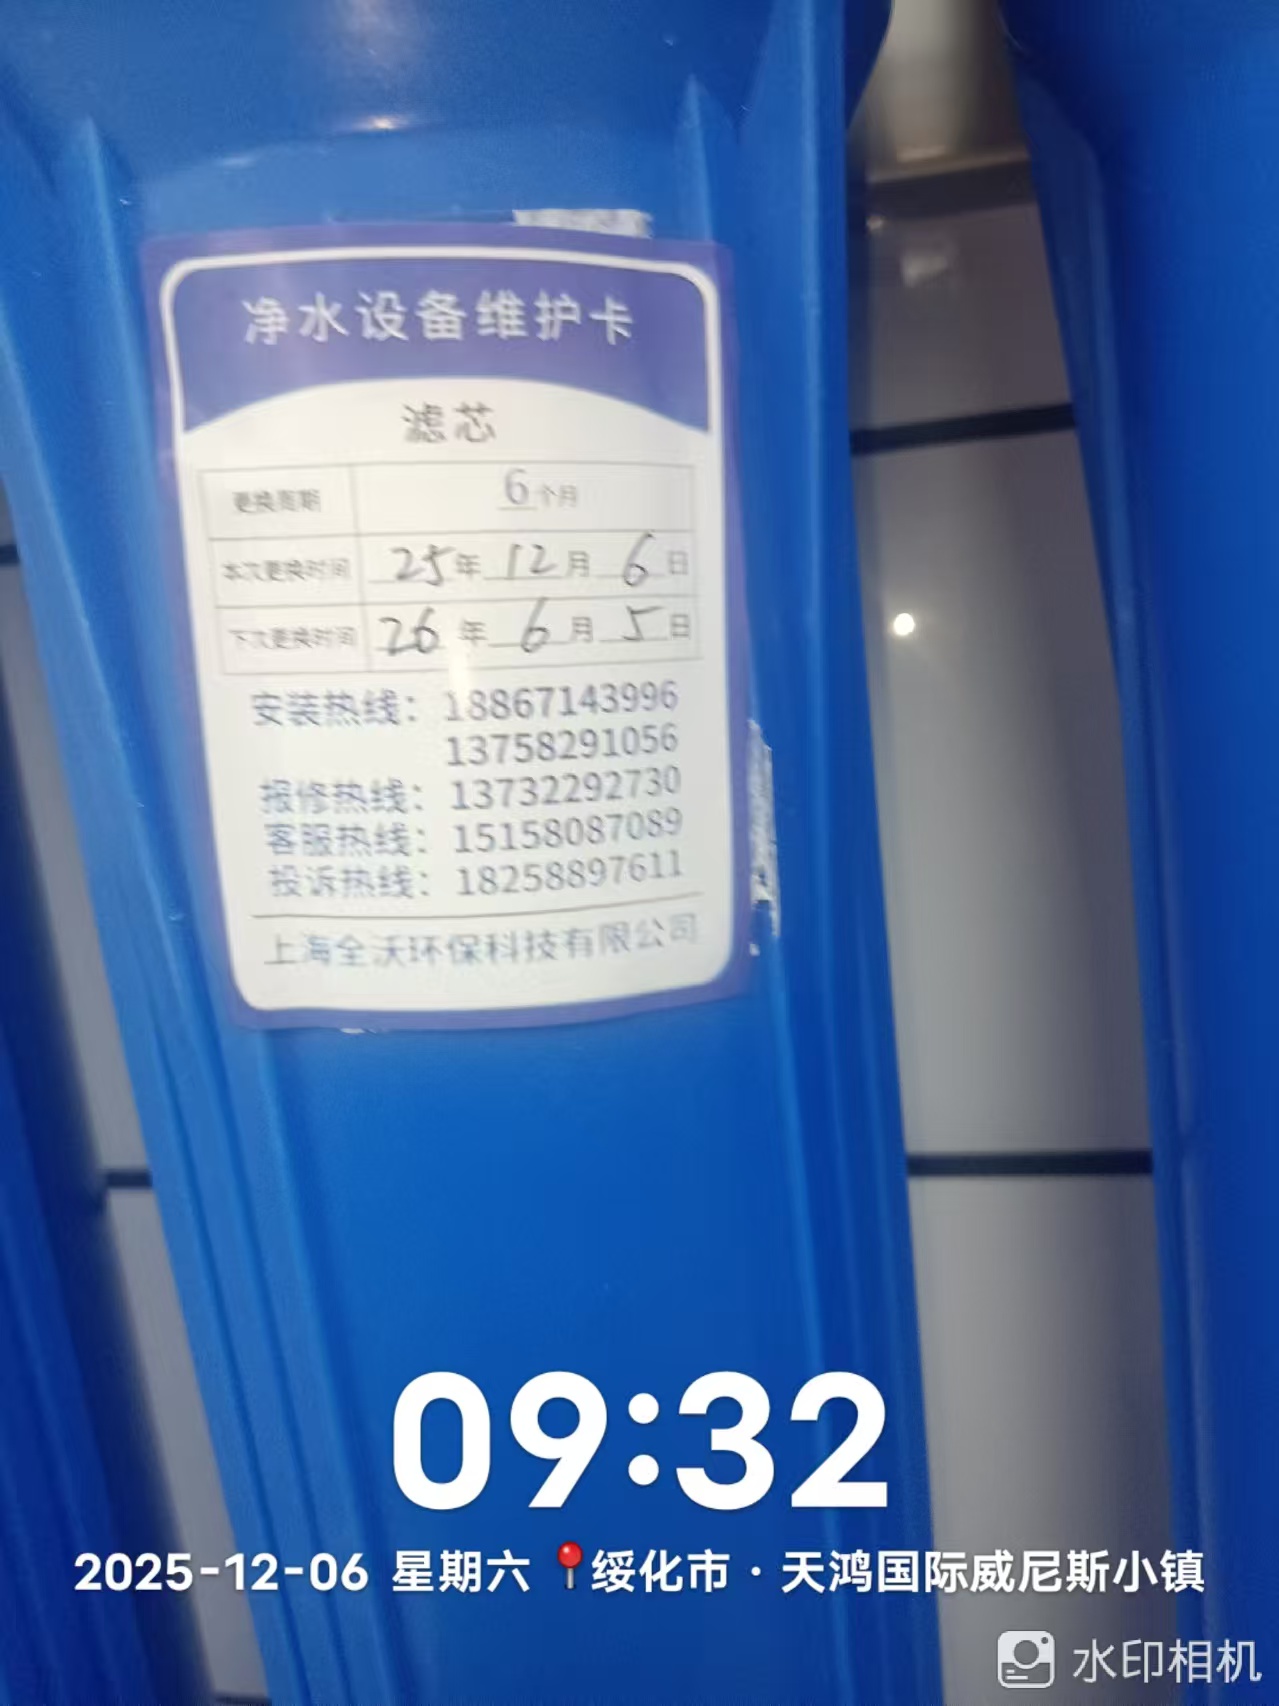 净水设备维护卡
滤芯
更换周期 6个月
本次更换时间 25年12月6日
下次更换时间 26年6月5日
安装热线：18867143996
13758291056
报修热线：13732292730
客服热线：15158087089
投诉热线：18258897611
上海全沃环保科技有限公司
09:32
2025-12-06 星期六 📍绥化市·天鸿国际威尼斯小镇
水印相机